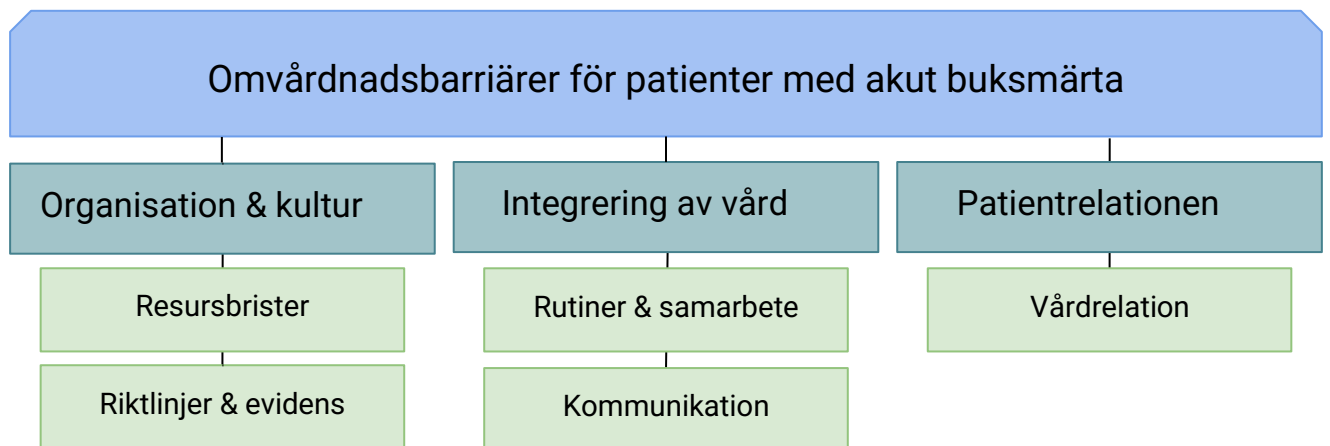 Omvårdnadsbarriärer för patienter med akut buksmärta
Organisation & kultur
Integrering av vård
Patientrelationen
Resursbrister
Rutiner & samarbete
Vårdrelation
Riktlinjer & evidens
Kommunikation